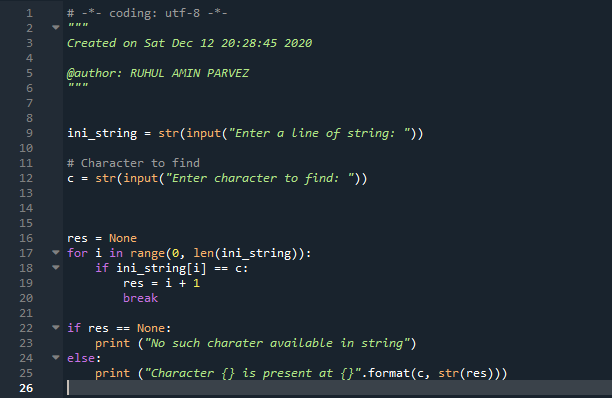 1 # -*- coding: utf-8 -*-
2 """
3 Created on Sat Dec 12 20:28:45 2020
4
5 @author: RUHUL AMIN PARVEZ
6 """
7
8
9 ini_string = str(input("Enter a line of string: "))
10
11 # Character to find
12 c = str(input("Enter character to find: "))
13
14
15
16 res = None
17 for i in range(0, len(ini_string)):
18     if ini_string[i] == c:
19         res = i + 1
20         break
21
22 if res == None:
23     print ("No such charater available in string")
24 else:
25     print ("Character {} is present at {}".format(c, str(res)))
26